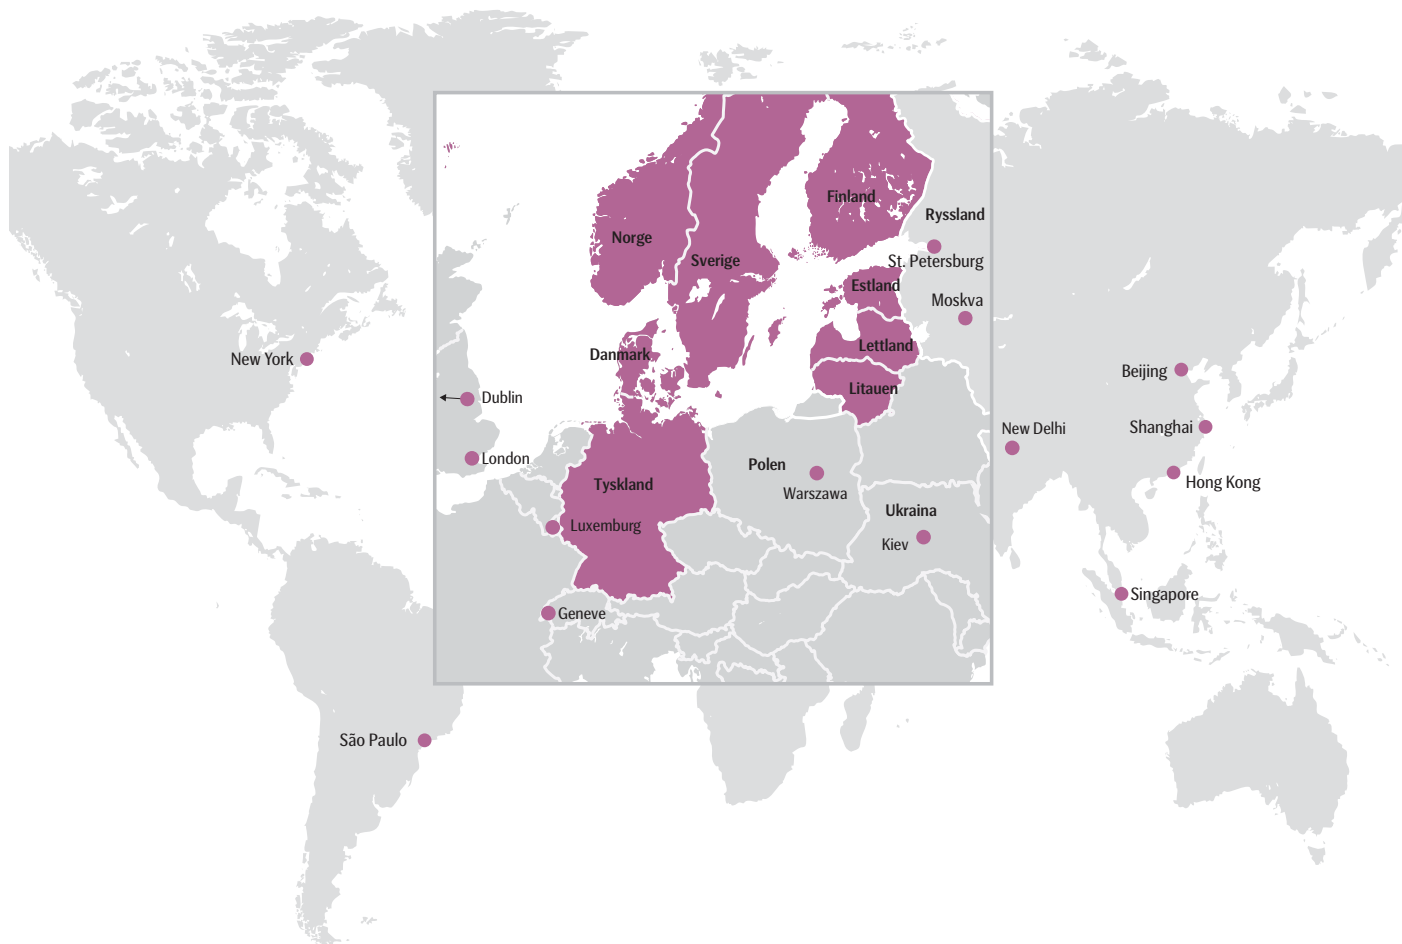 Finland
Ryssland
Norge
Sverige
St. Petersburg
Estland
Moskva
Lettland
Danmark
New York
Beijing
Litauen
Dublin
New Delhi
Shanghai
London
Polen
Tyskland
Hong Kong
Warszawa
Ukraina
Luxemburg
Kiev
Singapore
Geneve
São Paulo